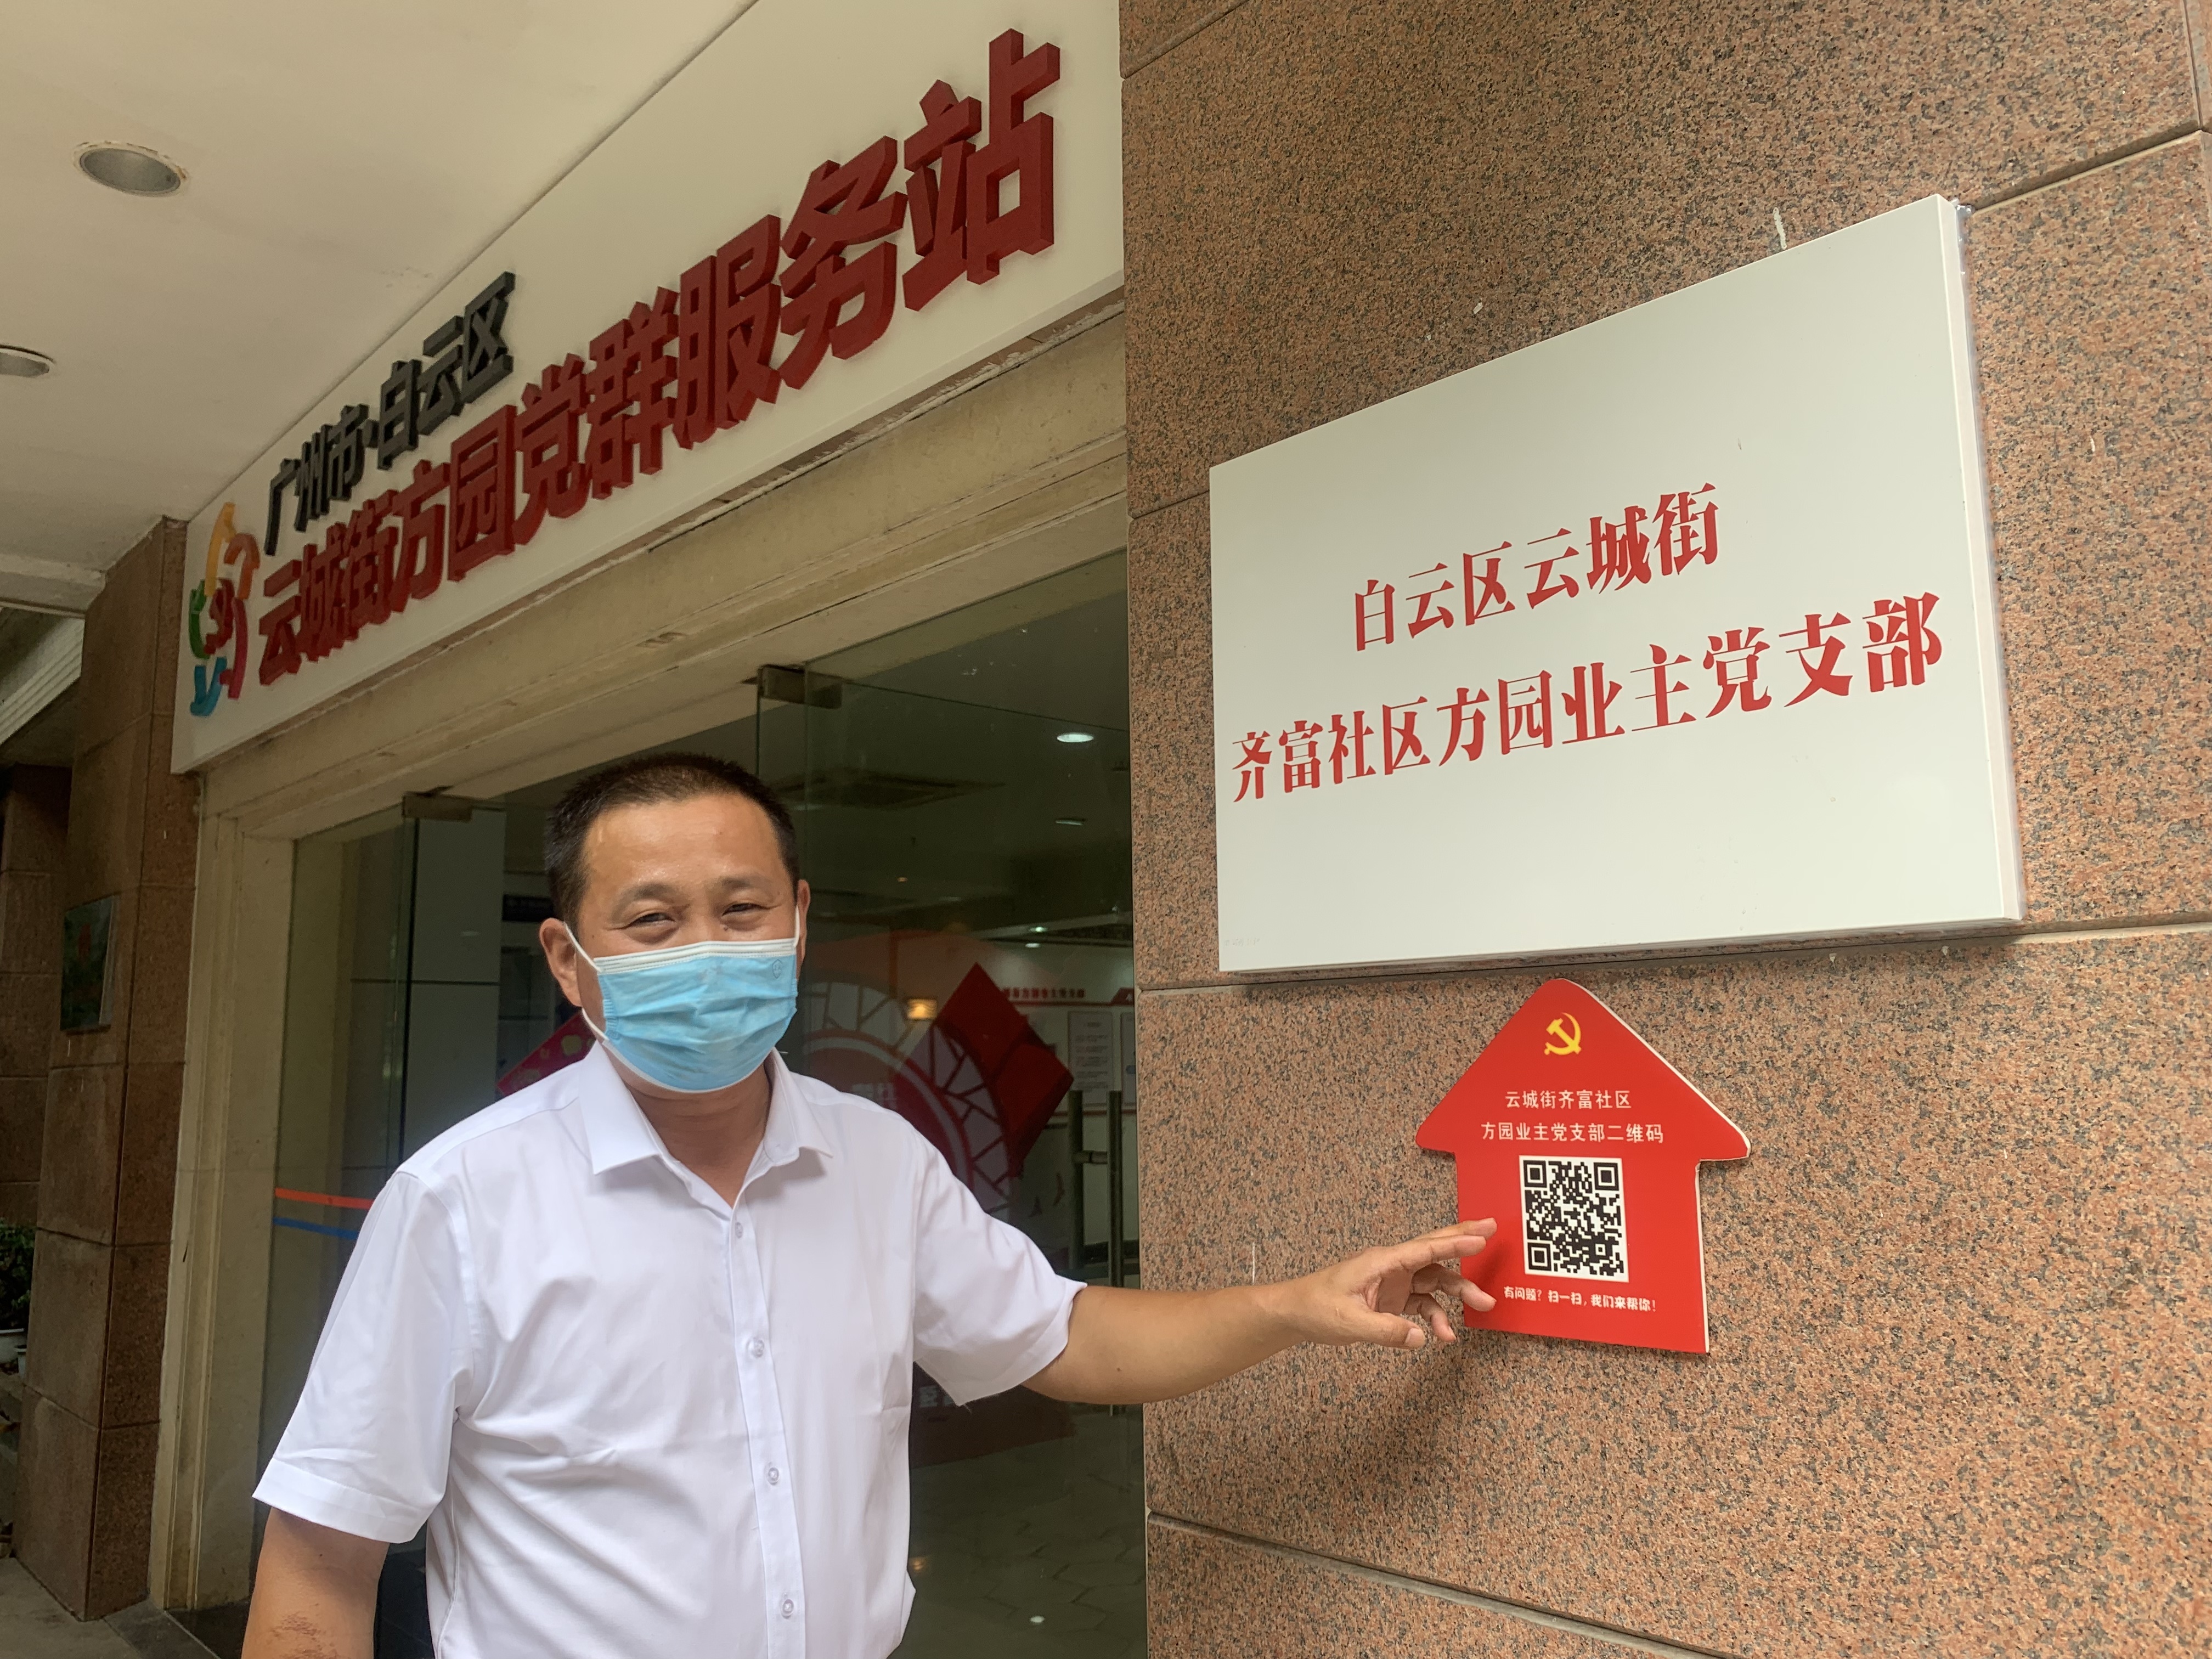 广州市·白云区
云城街方园党群服务站
白云区云城街
齐富社区方园业主党支部
云城街齐富社区
方园业主党支部二维码
有问题？扫一扫，我们来帮你！